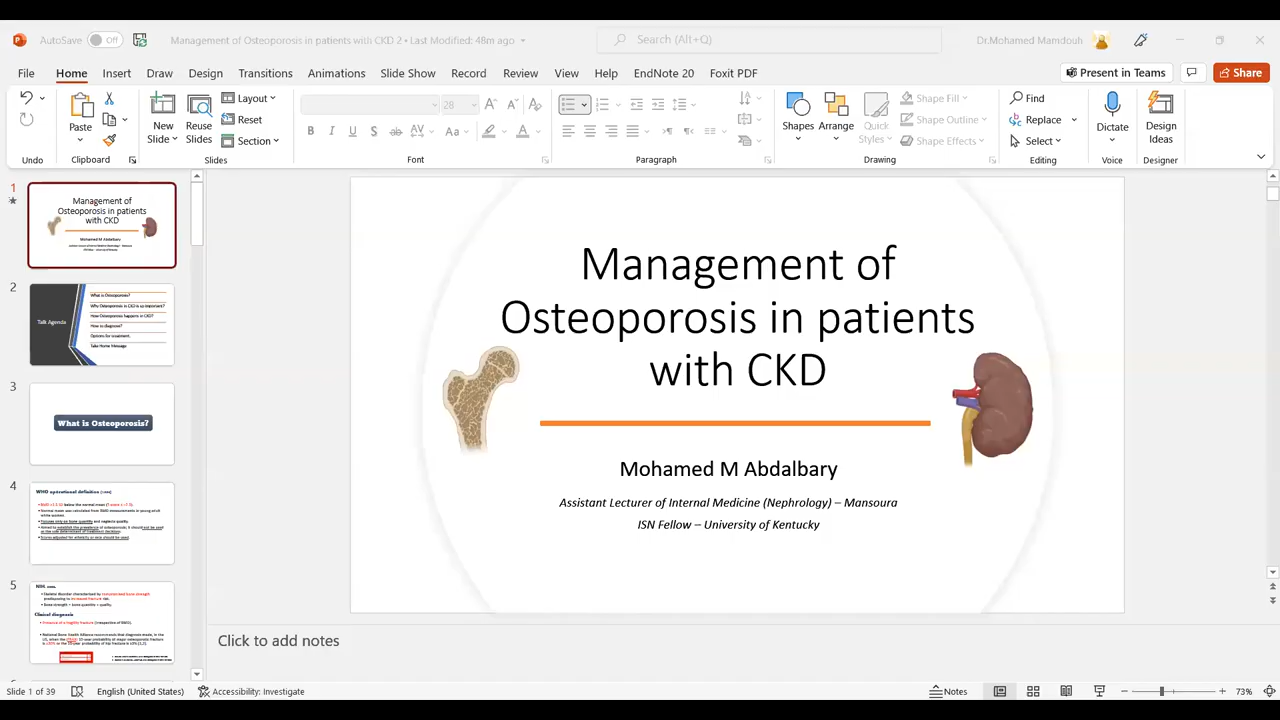 AutoSave Off Management of Osteoporosis in patients with CKD 2 • Last Modified: 48m ago Search (Alt+Q) Dr.Mohamed Mamdouh
File Home Insert Draw Design Transitions Animations Slide Show Record Review View Help EndNote 20 Foxit PDF Present in Teams Share
Paste New Slide Reuse Slides Layout Reset Section 28 Shapes Arrange Quick Styles Shape Fill Shape Outline Shape Effects Find Replace Select Dictate Design Ideas
Undo Clipboard Slides Font Paragraph Drawing Editing Voice Designer
1
Management of
Osteoporosis in patients
with CKD
Mohamed M Abdalbary
2
Talk Agenda
What is Osteoporosis?
Why Osteoporosis in CKD is so important?
How Osteoporosis happens in CKD?
How to diagnose?
Options for treatment.
Take Home Message
3
What is Osteoporosis?
4
WHO operational definition
5
Clinical diagnosis
Management of
Osteoporosis in patients
with CKD
Mohamed M Abdalbary
Assistant Lecturer of Internal Medicine (Nephrology) – Mansoura
ISN Fellow – University of Kentucky
Click to add notes
Slide 1 of 39 English (United States) Accessibility: Investigate Notes 73%